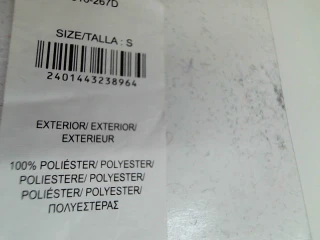 SIZE/TALLA : S
2401443238964
EXTERIOR/ EXTERIOR/
EXTERIEUR
100% POLIÉSTER/ POLYESTER/
POLIESTERE/ POLYESTER/
POLIÉSTER/ POLYESTER/
ΠΟΛΥΕΣΤΕΡΑΣ